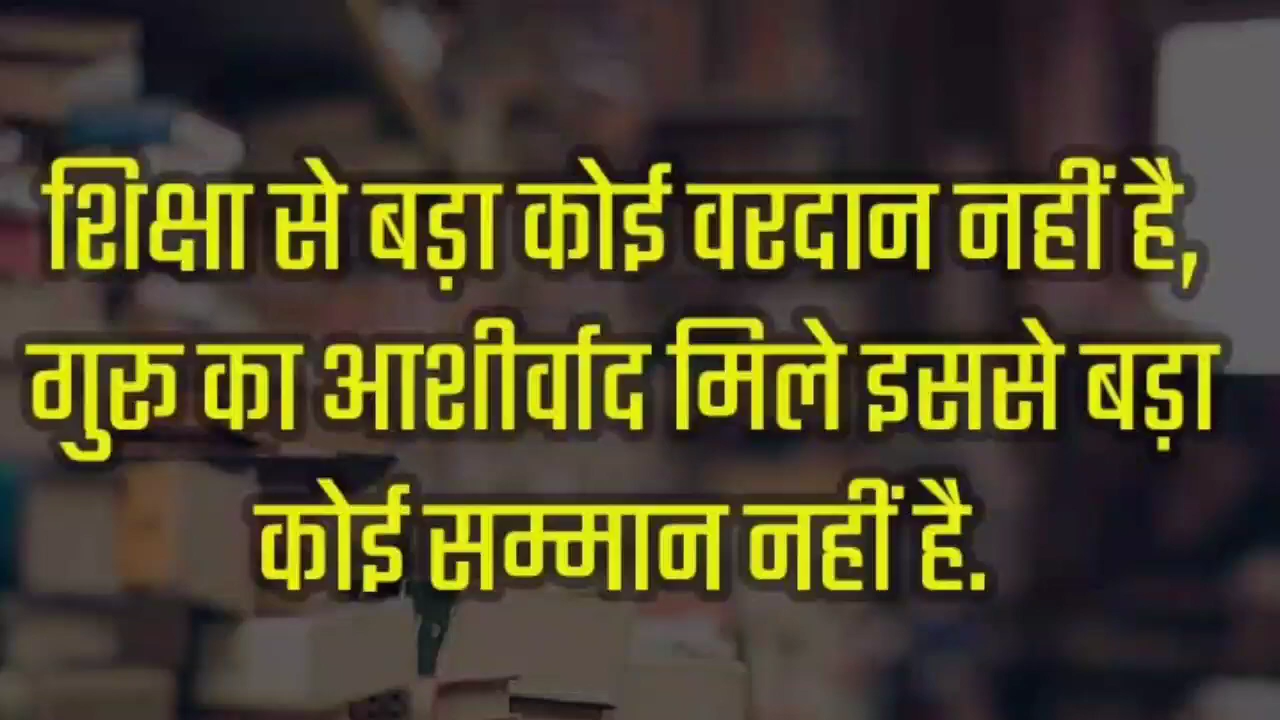 शिक्षा से बड़ा कोई वरदान नहीं है,
गुरु का आशीर्वाद मिले इससे बड़ा
कोई सम्मान नहीं है.